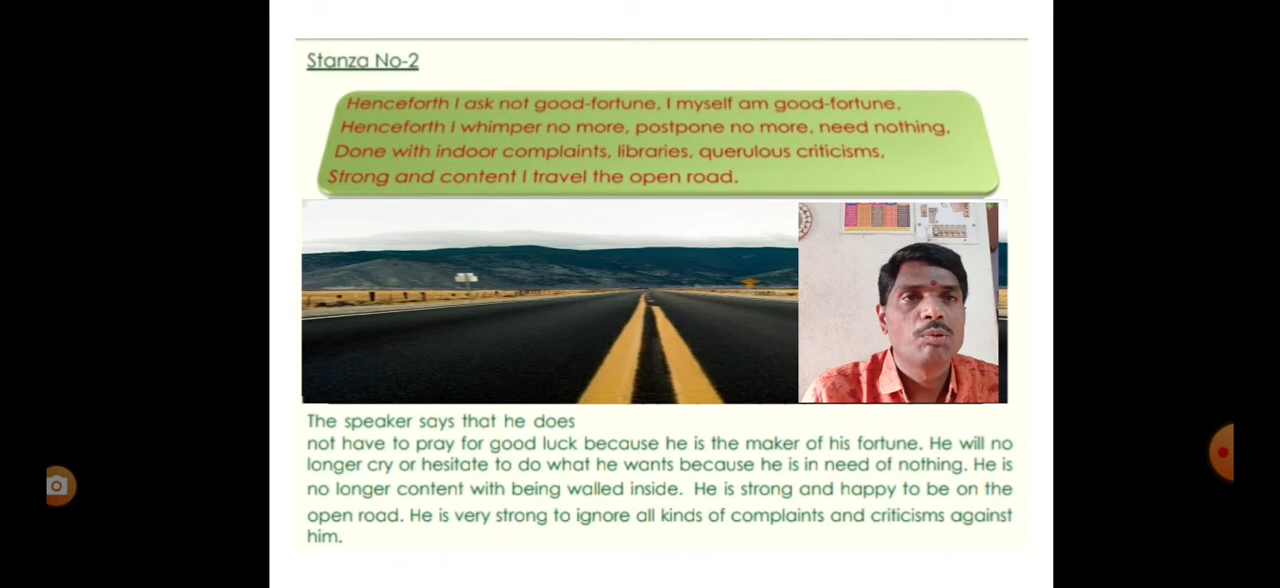 Stanza No-2
Henceforth I ask not good-fortune, I myself am good-fortune,
Henceforth I whimper no more, postpone no more, need nothing,
Done with indoor complaints, libraries, querulous criticisms,
Strong and content I travel the open road.
The speaker says that he does
not have to pray for good luck because he is the maker of his fortune. He will no
longer cry or hesitate to do what he wants because he is in need of nothing. He is
no longer content with being walled inside. He is strong and happy to be on the
open road. He is very strong to ignore all kinds of complaints and criticisms against
him.